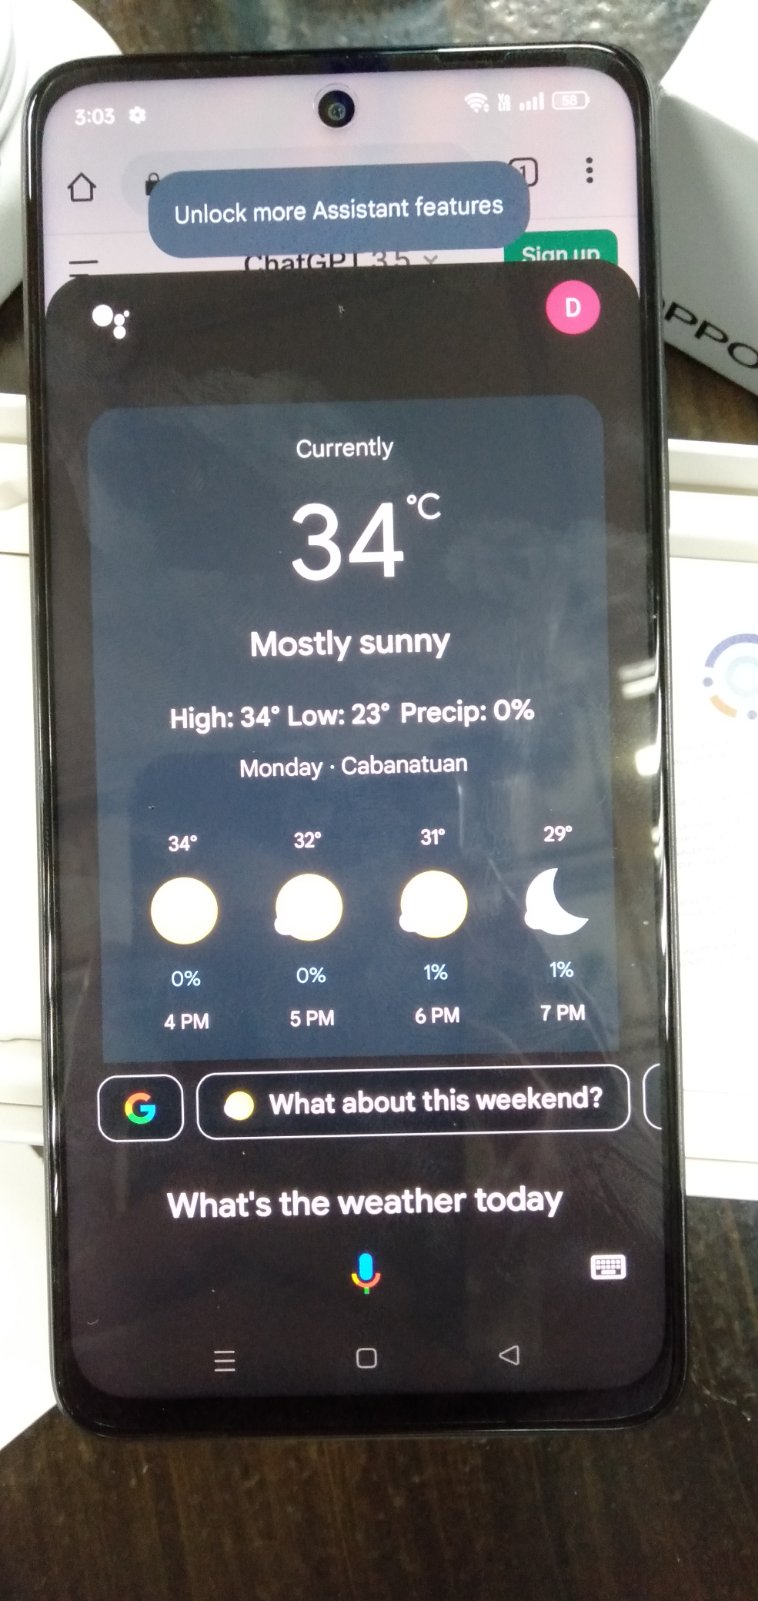 3:03
Vo
LTE
58
1
Unlock more Assistant features
ChatGPT 3.5
Sign up
D
OPPO
Currently
34°C
Mostly sunny
High: 34° Low: 23° Precip: 0%
Monday · Cabanatuan
34° 32° 31° 29°
0% 0% 1% 1%
4 PM 5 PM 6 PM 7 PM
G
What about this weekend?
What's the weather today